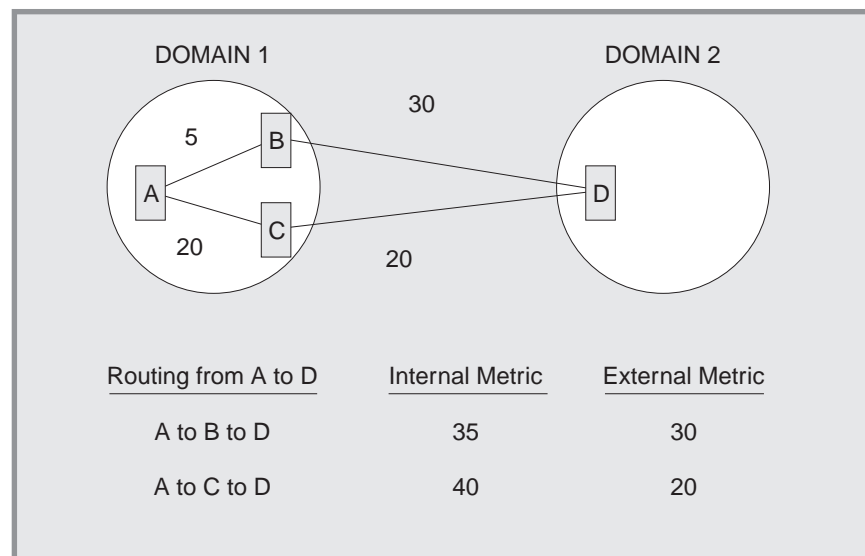 DOMAIN 1
DOMAIN 2
30
5
B
A
D
C
20
20
Routing from A to D Internal Metric External Metric
A to B to D 35 30
A to C to D 40 20